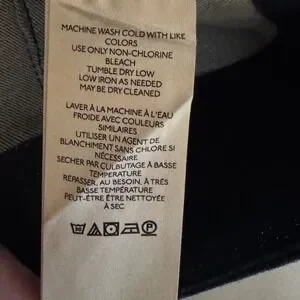 MACHINE WASH COLD WITH LIKE
COLORS
USE ONLY NON-CHLORINE
BLEACH
TUMBLE DRY LOW
LOW IRON AS NEEDED
MAY BE DRY CLEANED
LAVER À LA MACHINE À L'EAU
FROIDE AVEC COULEURS
SIMILAIRES
UTILISER UN AGENT DE
BLANCHIMENT SANS CHLORE SI
NÉCESSAIRE
SECHER PAR CULBUTAGE À BASSE
TEMPERATURE
REPASSER, AU BESOIN, À TRÈS
BASSE TEMPÉRATURE
PEUT-ÊTRE ÊTRE NETTOYÉE
À SEC